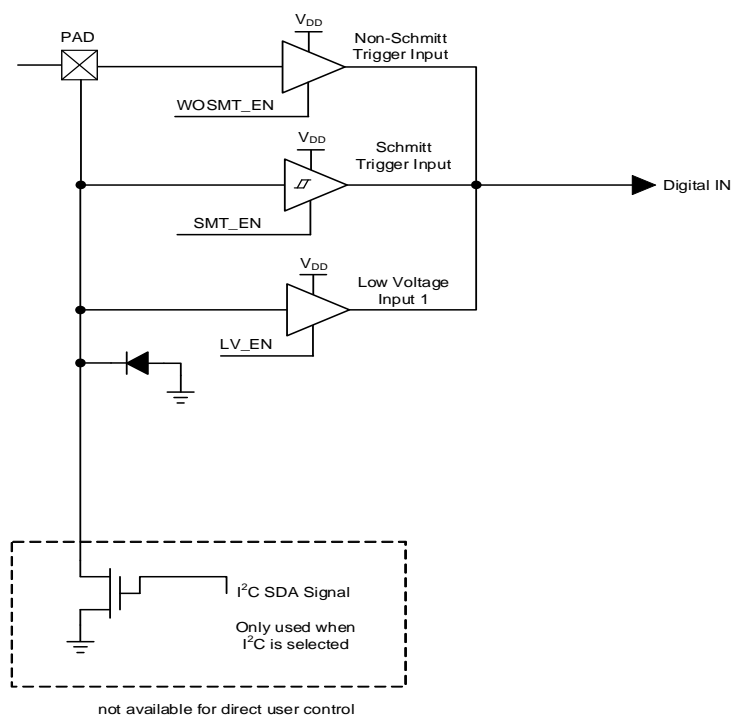 PAD
VDD
Non-Schmitt
Trigger Input
WOSMT_EN
VDD
Schmitt
Trigger Input
Digital IN
SMT_EN
VDD
Low Voltage
Input 1
LV_EN
I²C SDA Signal
Only used when
I²C is selected
not available for direct user control